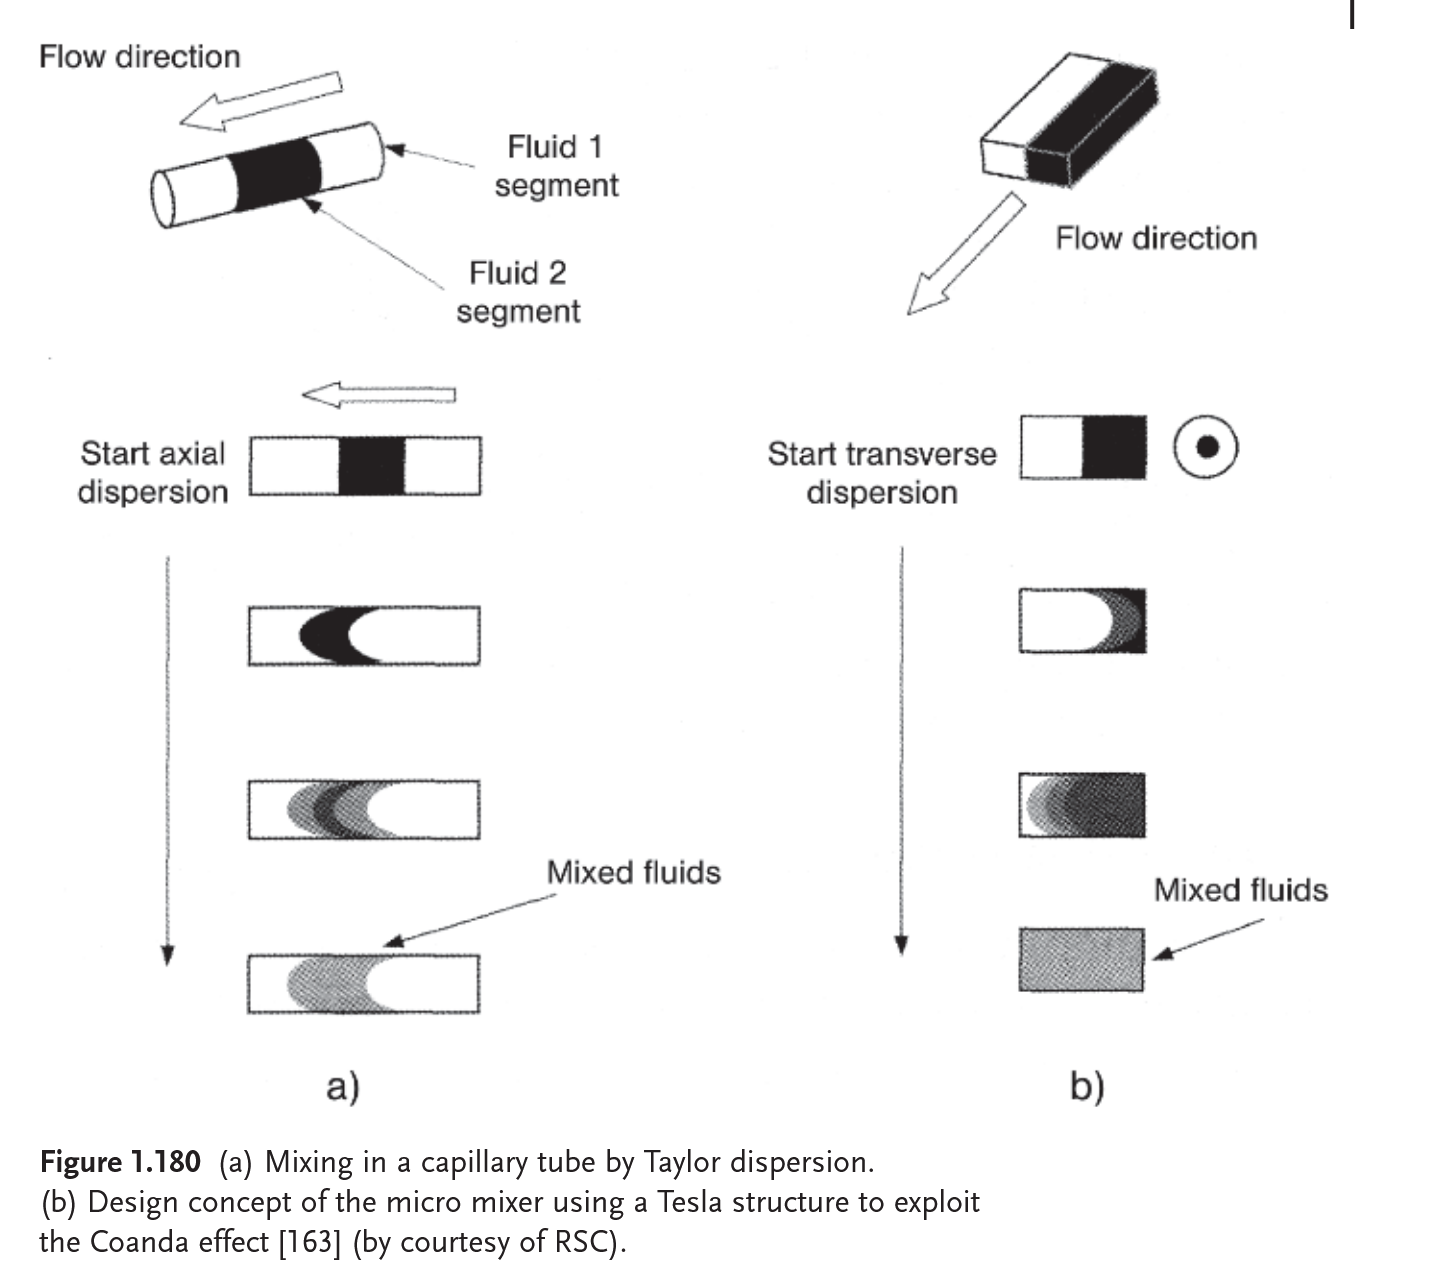 Flow direction
Fluid 1
segment
Fluid 2
segment
Start axial
dispersion
Mixed fluids
a)
Flow direction
Start transverse
dispersion
Mixed fluids
b)
Figure 1.180 (a) Mixing in a capillary tube by Taylor dispersion.
(b) Design concept of the micro mixer using a Tesla structure to exploit
the Coanda effect [163] (by courtesy of RSC).